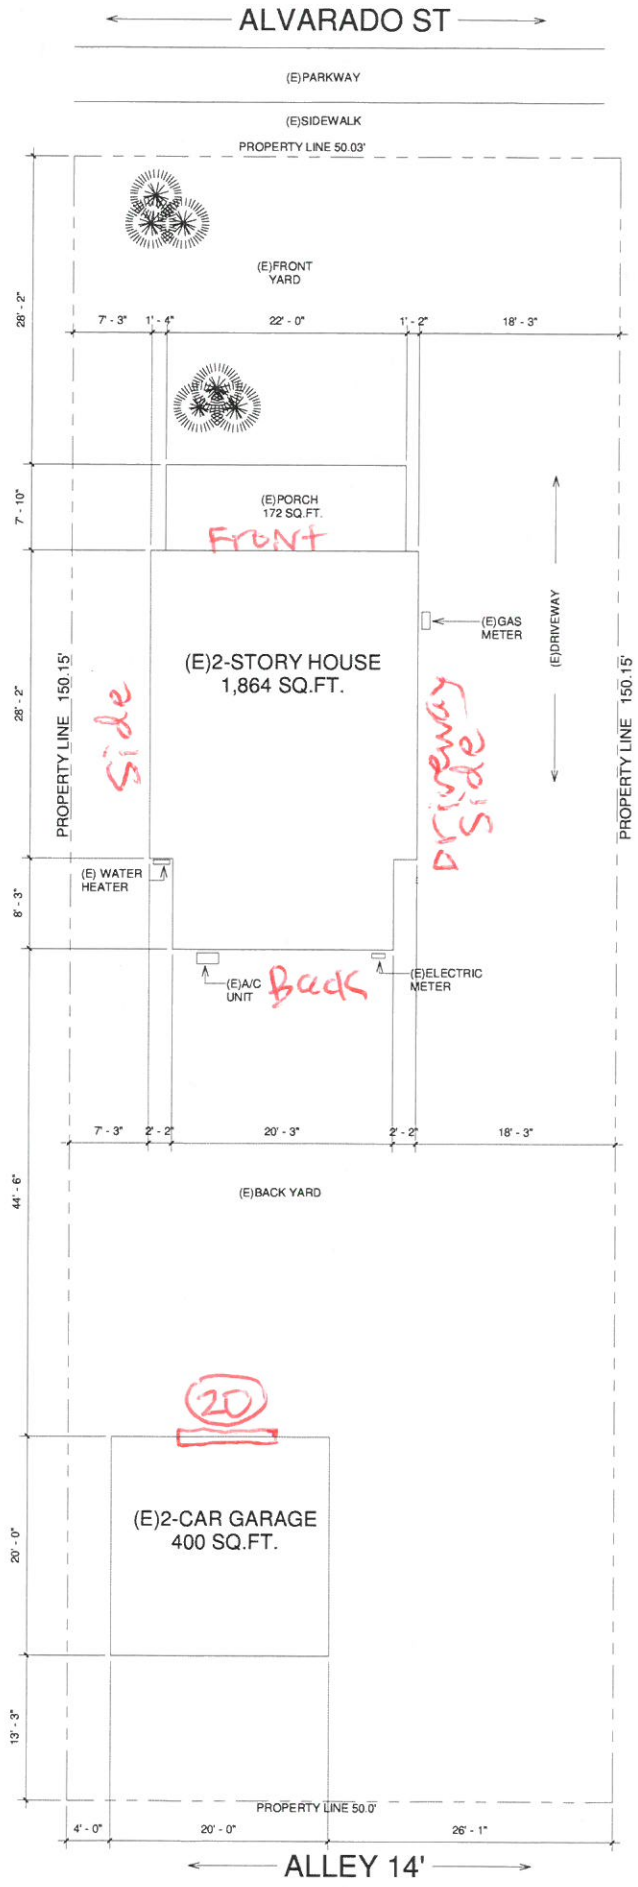 ALVARADO ST
(E)PARKWAY
(E)SIDEWALK
PROPERTY LINE 50.03'
(E)FRONT
YARD
28' - 2"
7' - 3" 1' - 4" 22' - 0" 1' - 2" 18' - 3"
7' - 10"
(E)PORCH
172 SQ.FT.
FRONT
(E)GAS
METER
(E)DRIVEWAY
(E)2-STORY HOUSE
1,864 SQ.FT.
28' - 2"
PROPERTY LINE 150.15'
Side
Driveway
Side
PROPERTY LINE 150.15'
(E) WATER
HEATER
8' - 3"
(E)A/C
UNIT
Back
(E)ELECTRIC
METER
7' - 3" 2' - 2" 20' - 3" 2' - 2" 18' - 3"
44' - 6"
(E)BACK YARD
20
(E)2-CAR GARAGE
400 SQ.FT.
20' - 0"
13' - 3"
PROPERTY LINE 50.0'
4' - 0" 20' - 0" 26' - 1"
ALLEY 14'